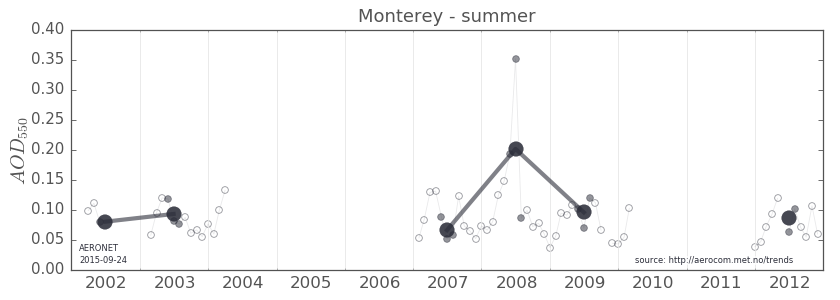 Monterey - summer
0.40
0.35
0.30
0.25
0.20
0.15
0.10
0.05
0.00
AOD550
AERONET
2015-09-24
source: http://aerocom.met.no/trends
2002 2003 2004 2005 2006 2007 2008 2009 2010 2011 2012